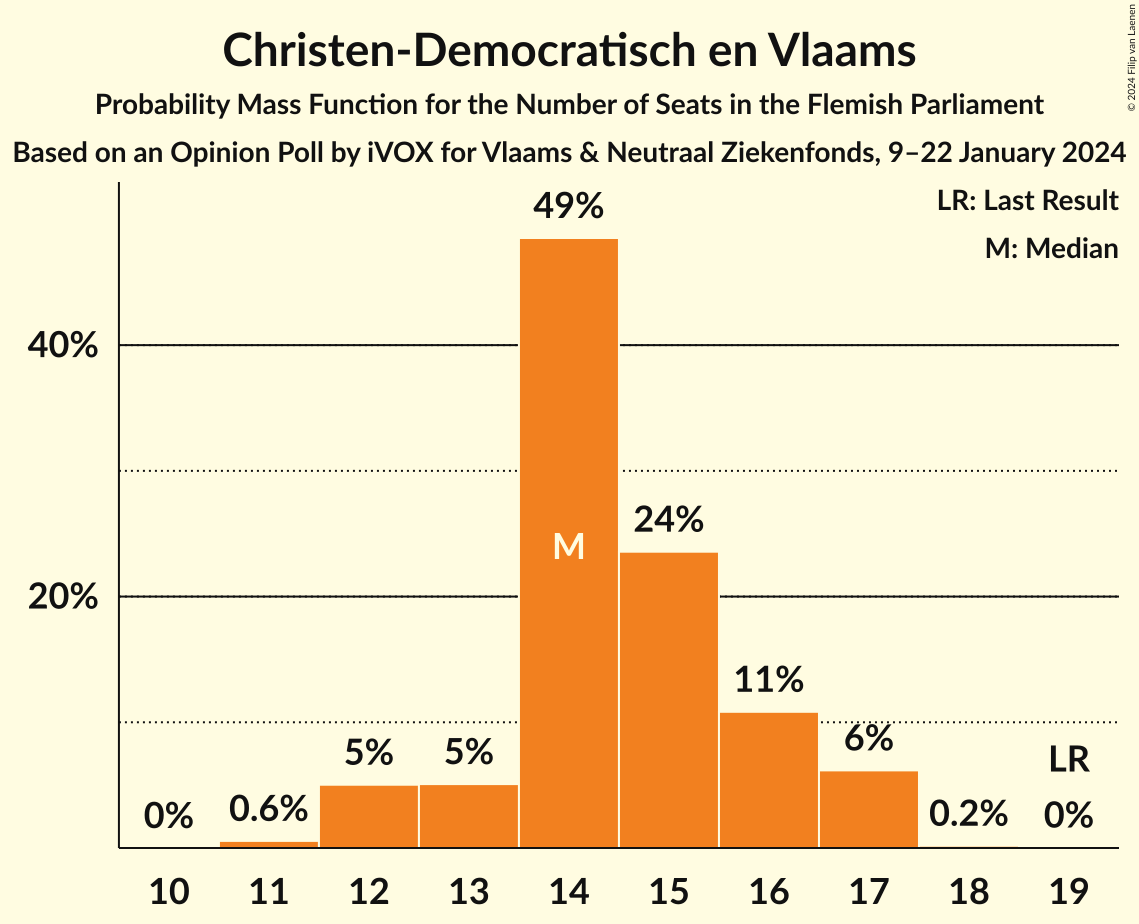 Christen-Democratisch en Vlaams
Probability Mass Function for the Number of Seats in the Flemish Parliament
Based on an Opinion Poll by iVOX for Vlaams & Neutraal Ziekenfonds, 9–22 January 2024
© 2024 Filip van Laenen
LR: Last Result
M: Median
49%
40%
24%
M
20%
11%
6%
5%
5%
LR
0%
0.6%
0.2%
0%
10 11 12 13 14 15 16 17 18 19